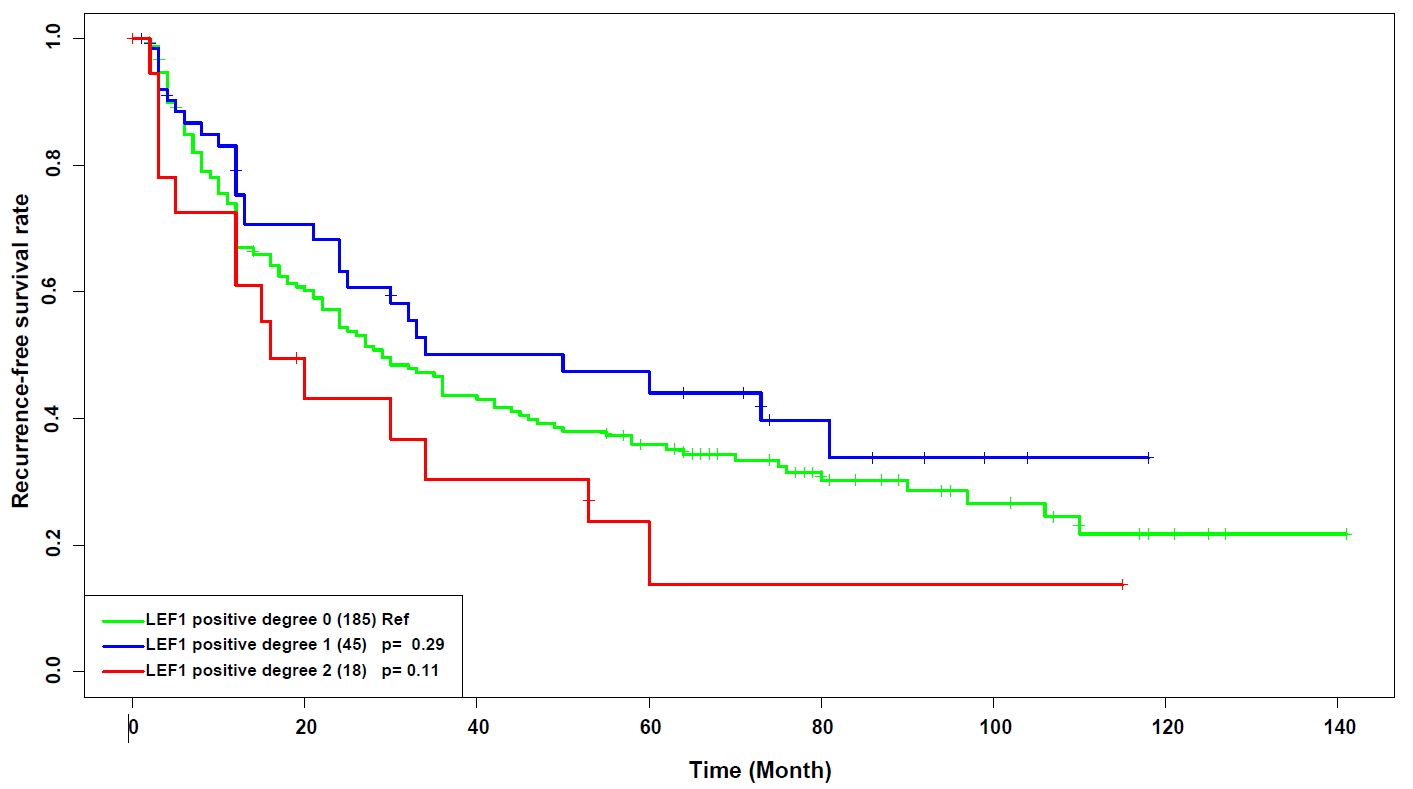 Recurrence-free survival rate
1.0
0.8
0.6
0.4
0.2
0.0
LEF1 positive degree 0 (185) Ref
LEF1 positive degree 1 (45) p= 0.29
LEF1 positive degree 2 (18) p= 0.11
0 20 40 60 80 100 120 140
Time (Month)